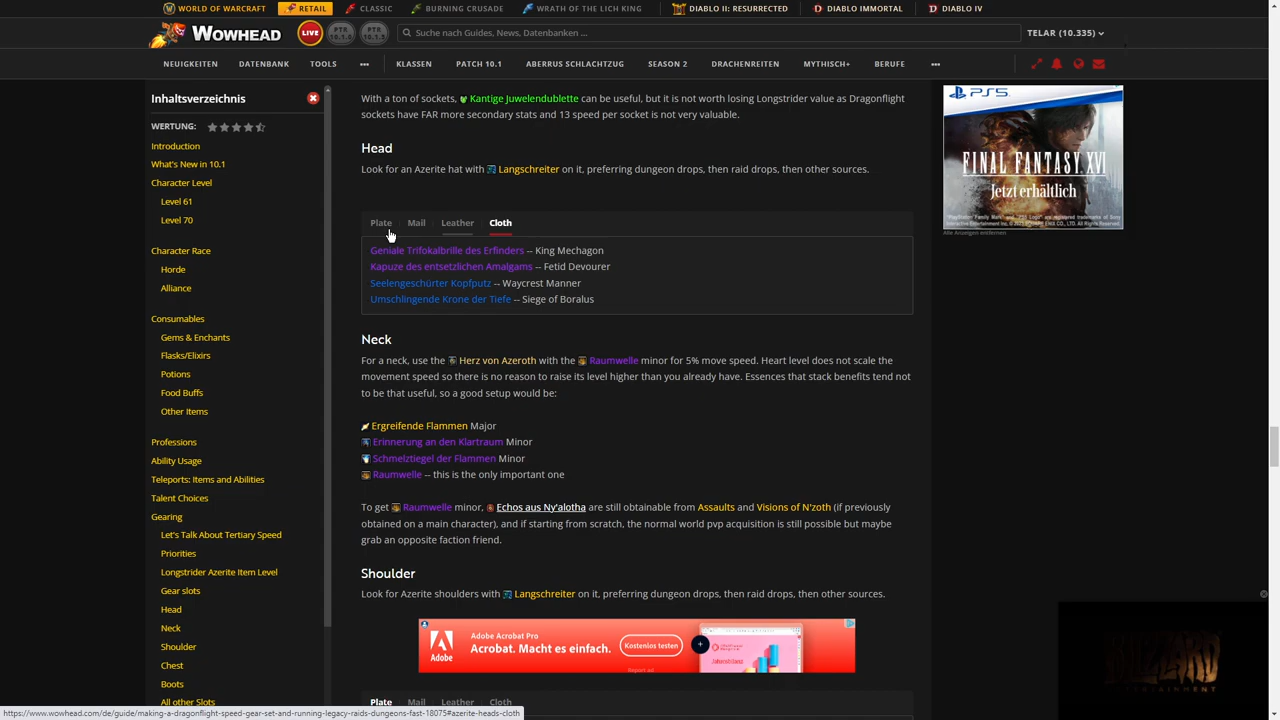 WORLD OF WARCRAFT
RETAIL
CLASSIC
BURNING CRUSADE
WRATH OF THE LICH KING
DIABLO II: RESURRECTED
DIABLO IMMORTAL
DIABLO IV
WOWHEAD
LIVE
PTR
10.1.0
PTR
10.1.5
Suche nach Guides, News, Datenbanken ...
TELAR (10.335)
NEUIGKEITEN
DATENBANK
TOOLS
KLASSEN
PATCH 10.1
ABERRUS SCHLACHTZUG
SEASON 2
DRACHENREITEN
MYTHISCH+
BERUFE
Inhaltsverzeichnis
WERTUNG:
Introduction
What's New in 10.1
Character Level
Level 61
Level 70
Character Race
Horde
Alliance
Consumables
Gems & Enchants
Flasks/Elixirs
Potions
Food Buffs
Other Items
Professions
Ability Usage
Teleports: Items and Abilities
Talent Choices
Gearing
Let's Talk About Tertiary Speed
Priorities
Longstrider Azerite Item Level
Gear slots
Head
Neck
Shoulder
Chest
Boots
All other Slots
With a ton of sockets, Kantige Juwelendublette can be useful, but it is not worth losing Longstrider value as Dragonflight
sockets have FAR more secondary stats and 13 speed per socket is not very valuable.
Head
Look for an Azerite hat with Langschreiter on it, preferring dungeon drops, then raid drops, then other sources.
Plate Mail Leather Cloth
Geniale Trifokalbrille des Erfinders -- King Mechagon
Kapuze des entsetzlichen Amalgams -- Fetid Devourer
Seelengeschürter Kopfputz -- Waycrest Manner
Umschlingende Krone der Tiefe -- Siege of Boralus
Neck
For a neck, use the Herz von Azeroth with the Raumwelle minor for 5% move speed. Heart level does not scale the
movement speed so there is no reason to raise its level higher than you already have. Essences that stack benefits tend not
to be that useful, so a good setup would be:
Ergreifende Flammen Major
Erinnerung an den Klartraum Minor
Schmelztiegel der Flammen Minor
Raumwelle -- this is the only important one
To get Raumwelle minor, Echos aus Ny'alotha are still obtainable from Assaults and Visions of N'zoth (if previously
obtained on a main character), and if starting from scratch, the normal world pvp acquisition is still possible but maybe
grab an opposite faction friend.
Shoulder
Look for Azerite shoulders with Langschreiter on it, preferring dungeon drops, then raid drops, then other sources.
Adobe
Adobe Acrobat Pro
Acrobat. Macht es einfach.
Kostenlos testen
Report ad
Plate Mail Leather Cloth
PS5
FINAL FANTASY XVI
Jetzt erhältlich
Alle Anzeigen entfernen
BLIZZARD
ENTERTAINMENT
https://www.wowhead.com/de/guide/making-a-dragonflight-speed-gear-set-and-running-legacy-raids-dungeons-fast-18075#azerite-heads-cloth